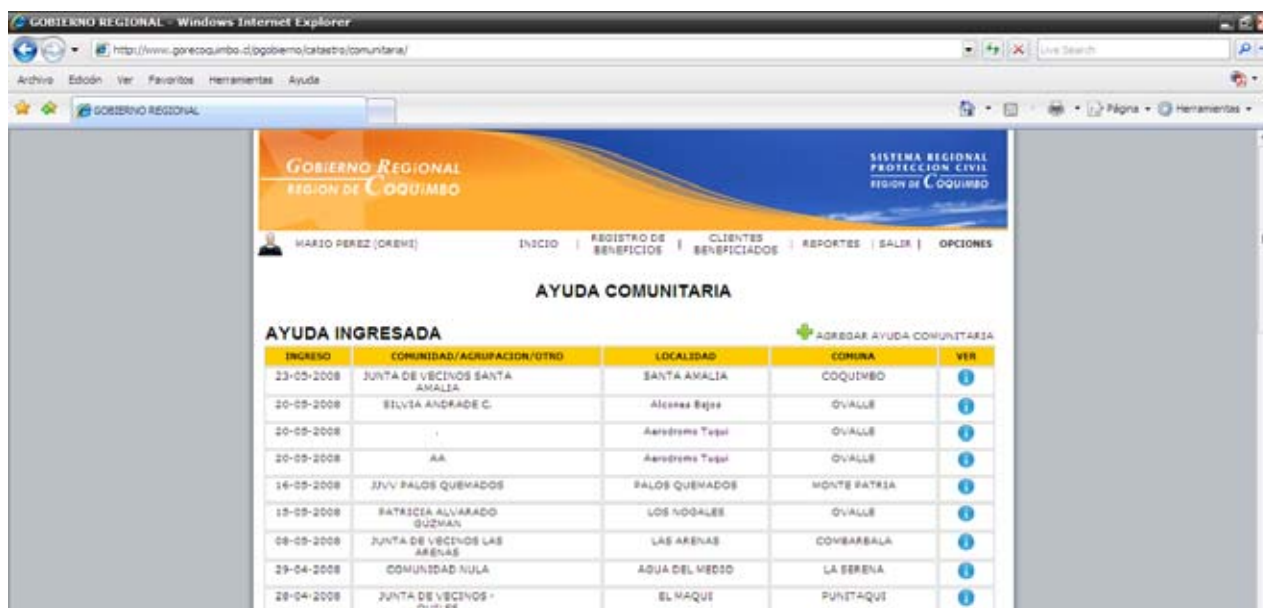 GOBIERNO REGIONAL - Windows Internet Explorer
http://www.gorecoquimbo.cl/pgobierno/catastro/comunitaria/
Live Search
Archivo Edición Ver Favoritos Herramientas Ayuda
GOBIERNO REGIONAL
Página Herramientas
GOBIERNO REGIONAL
REGION DE COQUIMBO
SISTEMA REGIONAL
PROTECCION CIVIL
REGION DE COQUIMBO
MARIO PEREZ (OREMI)
INICIO | REGISTRO DE BENEFICIOS | CLIENTES BENEFICIADOS | REPORTES | SALIR | OPCIONES
AYUDA COMUNITARIA
AYUDA INGRESADA
AGREGAR AYUDA COMUNITARIA
INGRESO COMUNIDAD/AGRUPACION/OTRO LOCALIDAD COMUNA VER
23-05-2008 JUNTA DE VECINOS SANTA AMALIA SANTA AMALIA COQUIMBO
20-05-2008 SILVIA ANDRADE C. Alcones Bajos OVALLE
20-05-2008 . Aerodromo Tuqui OVALLE
20-05-2008 AA Aerodromo Tuqui OVALLE
16-05-2008 JJVV PALOS QUEMADOS PALOS QUEMADOS MONTE PATRIA
15-05-2008 PATRICIA ALVARADO GUZMAN LOS NOGALES OVALLE
08-05-2008 JUNTA DE VECINOS LAS ARENAS LAS ARENAS COMBARBALA
29-04-2008 COMUNIDAD NULA AGUA DEL MEDIO LA SERENA
28-04-2008 JUNTA DE VECINOS - EL MAQUI PUNITAQUI